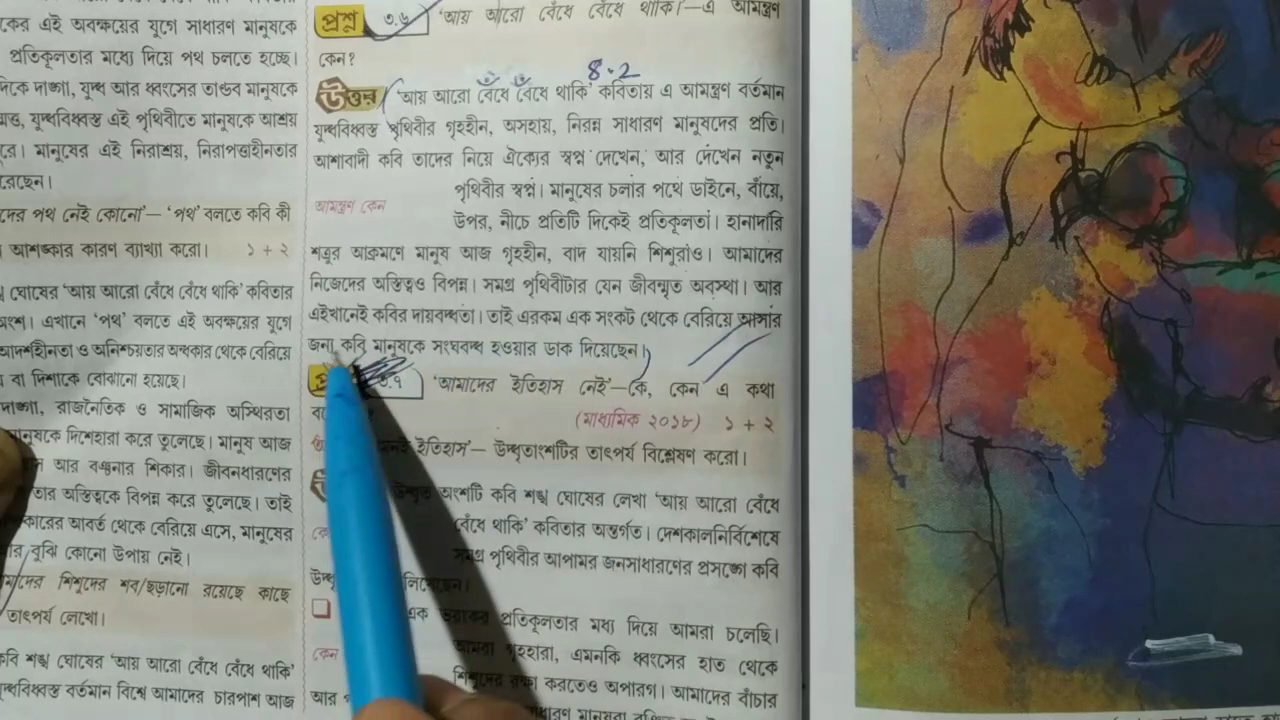 কের এই অবক্ষয়ের যুগে সাধারণ মানুষকে
প্রতিকূলতার মধ্যে দিয়ে পথ চলতে হচ্ছে।
দিকে দাঙ্গা, যুদ্ধ আর ধ্বংসের তাণ্ডব মানুষকে
মত্ত, যুদ্ধবিধ্বস্ত এই পৃথিবীতে মানুষকে আশ্রয়
রে। মানুষের এই নিরাশ্রয়, নিরাপত্তাহীনতার
রেছেন।
দের পথ নেই কোনো’— ‘পথ’ বলতে কবি কী
আশঙ্কার কারণ ব্যাখ্যা করো। ১ + ২
ঘোষের ‘আয় আরো বেঁধে বেঁধে থাকি’ কবিতার
অংশ। এখানে ‘পথ’ বলতে এই অবক্ষয়ের যুগে
আদর্শহীনতা ও অনিশ্চয়তার অন্ধকার থেকে বেরিয়ে
বা দিশাকে বোঝানো হয়েছে।
দাঙ্গা, রাজনৈতিক ও সামাজিক অস্থিরতা
মানুষকে দিশেহারা করে তুলেছে। মানুষ আজ
আর বঞ্চনার শিকার। জীবনধারণের
তার অস্তিত্বকে বিপন্ন করে তুলেছে। তাই
কারের আবর্ত থেকে বেরিয়ে এসে, মানুষের
বুঝি কোনো উপায় নেই।
মাদের শিশুদের শব/ছড়ানো রয়েছে কাছে
তাৎপর্য লেখো।
কবি শঙ্খ ঘোষের ‘আয় আরো বেঁধে বেঁধে থাকি’
যুদ্ধবিধ্বস্ত বর্তমান বিশ্বে আমাদের চারপাশ আজ
প্রশ্ন ৩.৬ ‘আয় আরো বেঁধে বেঁধে থাকি।’—এ আমন্ত্রণ
কেন?
৪.২
উত্তর ‘আয় আরো বেঁধে বেঁধে থাকি’ কবিতায় এ আমন্ত্রণ বর্তমান
যুদ্ধবিধ্বস্ত পৃথিবীর গৃহহীন, অসহায়, নিরন্ন সাধারণ মানুষদের প্রতি।
আশাবাদী কবি তাদের নিয়ে ঐক্যের স্বপ্ন দেখেন, আর দেখেন নতুন
পৃথিবীর স্বপ্ন। মানুষের চলার পথে ডাইনে, বাঁয়ে,
আমন্ত্রণ কেন
উপর, নীচে প্রতিটি দিকেই প্রতিকূলতা। হানাদারি
শত্রুর আক্রমণে মানুষ আজ গৃহহীন, বাদ যায়নি শিশুরাও। আমাদের
নিজেদের অস্তিত্বও বিপন্ন। সমগ্র পৃথিবীটার যেন জীবন্মৃত অবস্থা। আর
এইখানেই কবির দায়বদ্ধতা। তাই এরকম এক সংকট থেকে বেরিয়ে আসার
জন্য কবি মানুষকে সংঘবদ্ধ হওয়ার ডাক দিয়েছেন।
৩.৭ ‘আমাদের ইতিহাস নেই’—কে, কেন এ কথা
(মাধ্যমিক ২০১৮) ১ + ২
ইতিহাস’— উদ্ধৃতাংশটির তাৎপর্য বিশ্লেষণ করো।
উদ্ধৃত অংশটি কবি শঙ্খ ঘোষের লেখা ‘আয় আরো বেঁধে
বেঁধে থাকি’ কবিতার অন্তর্গত। দেশকালনির্বিশেষে
সমগ্র পৃথিবীর আপামর জনসাধারণের প্রসঙ্গে কবি
লিখেছেন।
এক প্রতিকূলতার মধ্য দিয়ে আমরা চলেছি।
কেন
আমরা গৃহহারা, এমনকি ধ্বংসের হাত থেকে
শিশুদের রক্ষা করতেও অপারগ। আমাদের বাঁচার
আর